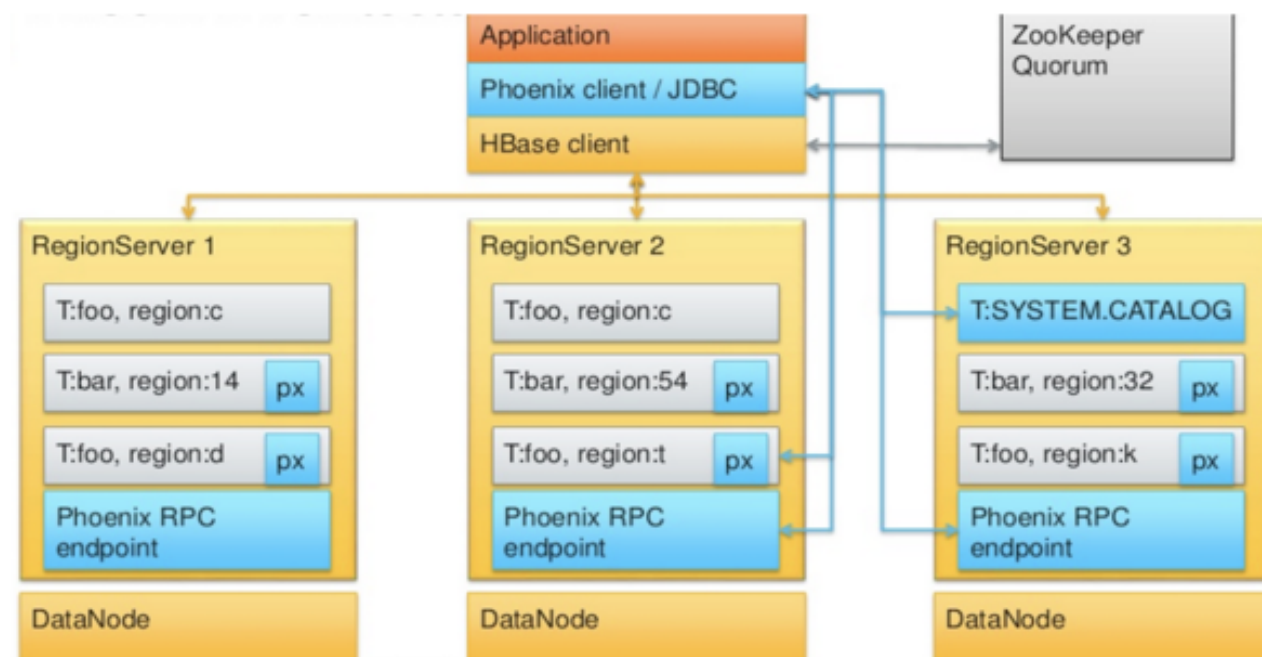 Application
Phoenix client / JDBC
HBase client
ZooKeeper
Quorum
RegionServer 1
T:foo, region:c
T:bar, region:14
px
T:foo, region:d
px
Phoenix RPC
endpoint
DataNode
RegionServer 2
T:foo, region:c
T:bar, region:54
px
T:foo, region:t
px
Phoenix RPC
endpoint
DataNode
RegionServer 3
T:SYSTEM.CATALOG
T:bar, region:32
px
T:foo, region:k
px
Phoenix RPC
endpoint
DataNode